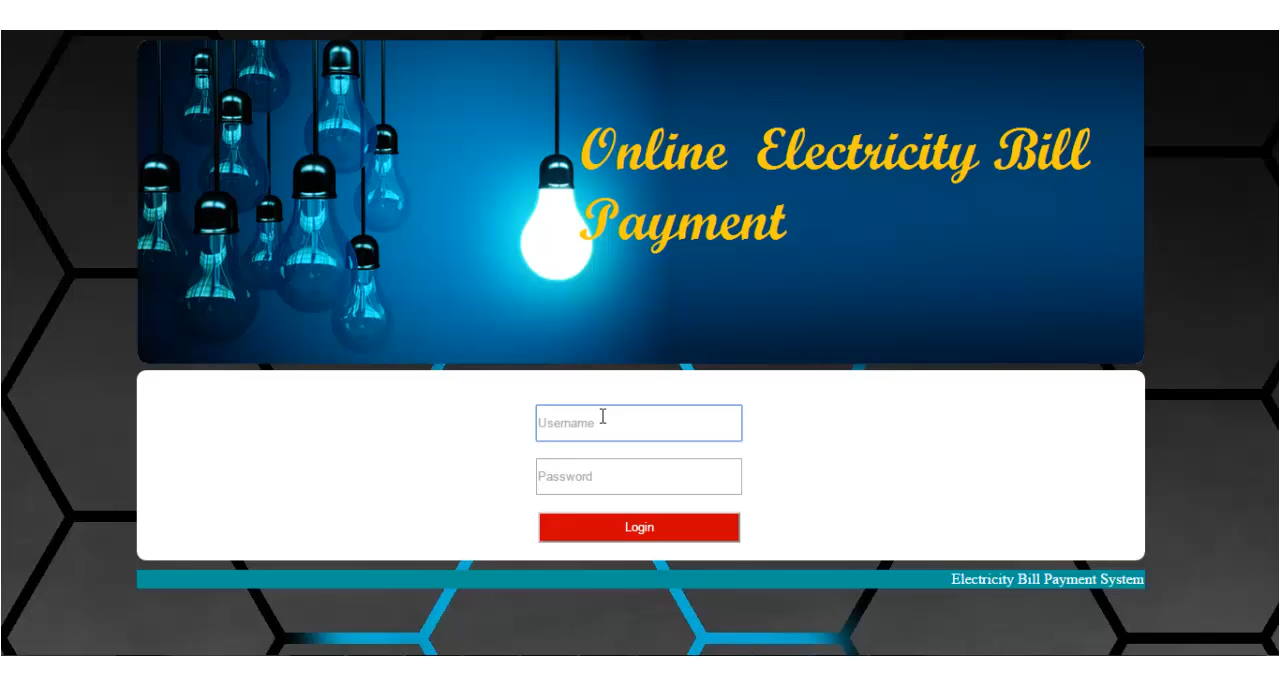 Online Electricity Bill
Payment
Username
Password
Login
Electricity Bill Payment System